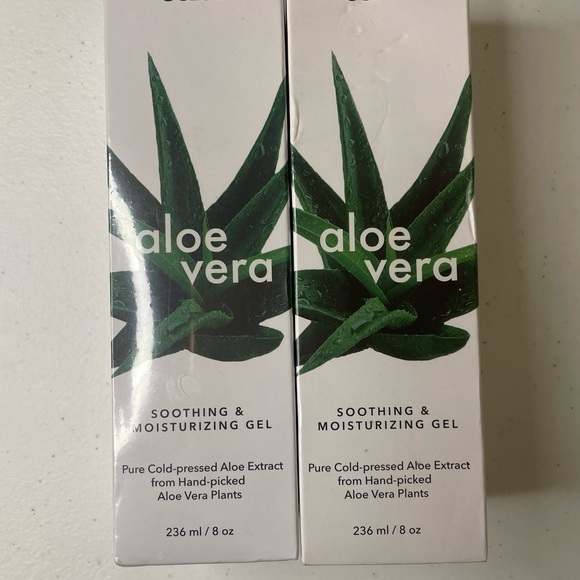 aloe
vera
SOOTHING &
MOISTURIZING GEL
Pure Cold-pressed Aloe Extract
from Hand-picked
Aloe Vera Plants
236 ml / 8 oz
aloe
vera
SOOTHING &
MOISTURIZING GEL
Pure Cold-pressed Aloe Extract
from Hand-picked
Aloe Vera Plants
236 ml / 8 oz